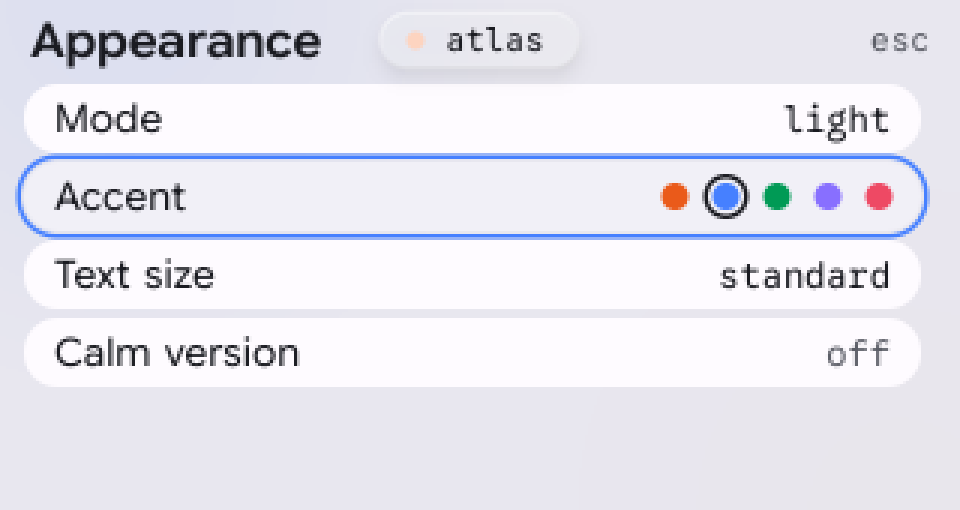 Appearance atlas esc
Mode light
Accent
Text size standard
Calm version off